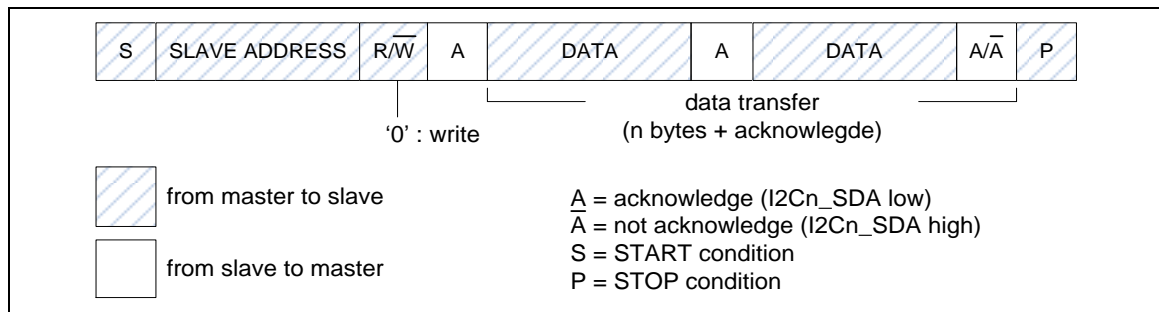 S SLAVE ADDRESS R/W̅ A DATA A DATA A/A̅ P
data transfer
(n bytes + acknowlegde)
‘0’ : write
from master to slave
from slave to master
A = acknowledge (I2Cn_SDA low)
A̅ = not acknowledge (I2Cn_SDA high)
S = START condition
P = STOP condition